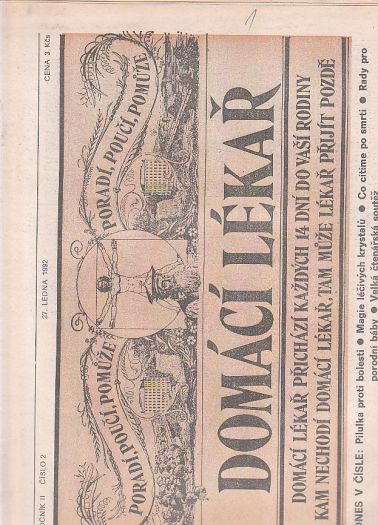 1
OČNÍK II ČÍSLO 2
27. LEDNA 1992
CENA 3 Kčs
PORADÍ, POUČÍ, POMŮŽE
PORADÍ, POUČÍ, POMŮŽE
DOMÁCÍ LÉKAŘ
DOMÁCÍ LÉKAŘ PŘICHÁZÍ KAŽDÝCH 14 DNÍ DO VAŠÍ RODINY
KAM NECHODÍ DOMÁCÍ LÉKAŘ, TAM MŮŽE LÉKAŘ PŘIJÍT POZDĚ
DNES V ČÍSLE: Pilulka proti bolesti ● Magie léčivých krystalů ● Co cítíme po smrti ● Rady pro
porodní báby ● Velká čtenářská soutěž